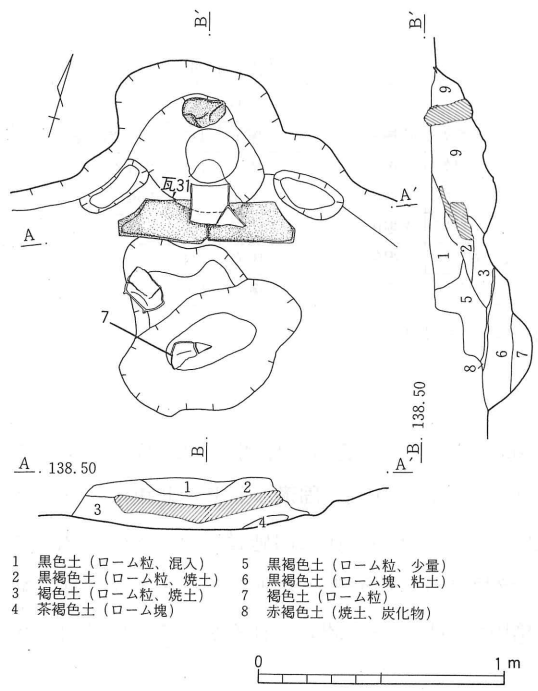 B´
B´
9
9
瓦31
A´
A
1
2
3
5
6
7
8
7
B
B. 138.50
A . 138.50
A´
1
2
3
4
1 黒色土（ローム粒、混入）
2 黒褐色土（ローム粒、焼土）
3 褐色土（ローム粒、焼土）
4 茶褐色土（ローム塊）
5 黒褐色土（ローム粒、少量）
6 黒褐色土（ローム塊、粘土）
7 褐色土（ローム粒）
8 赤褐色土（焼土、炭化物）
0
1 m